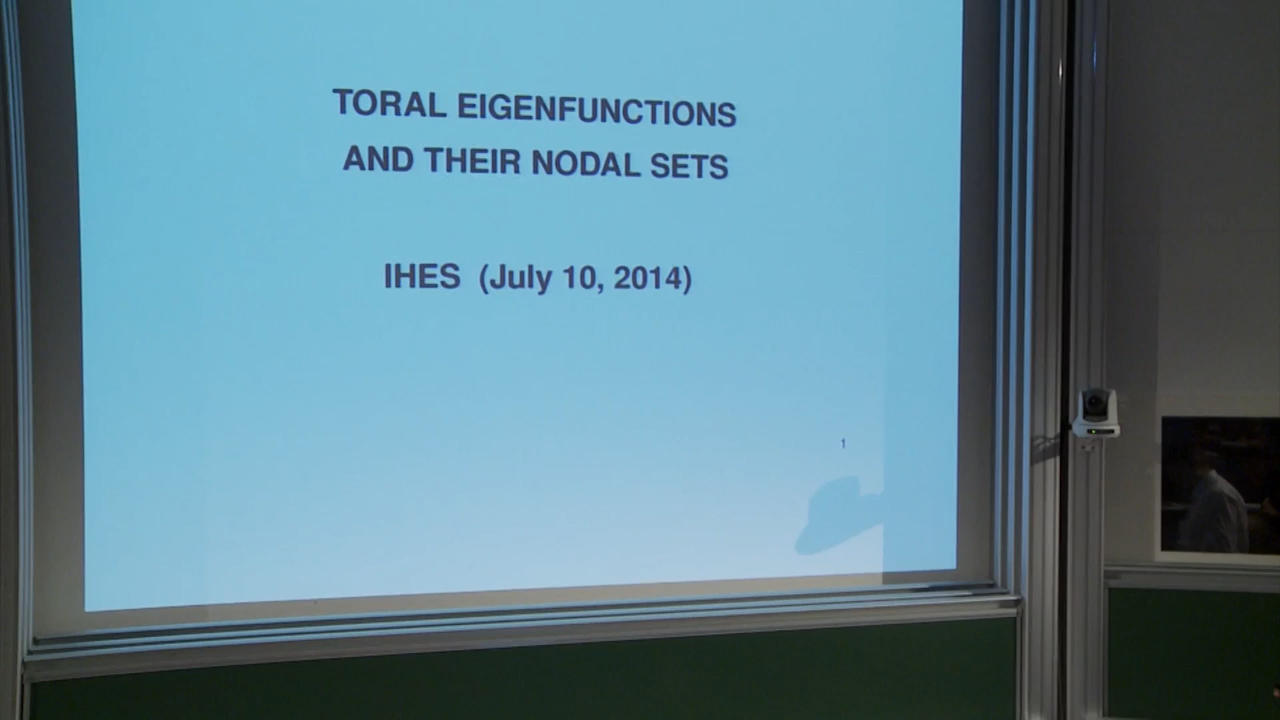 TORAL EIGENFUNCTIONS
AND THEIR NODAL SETS
IHES (July 10, 2014)
1